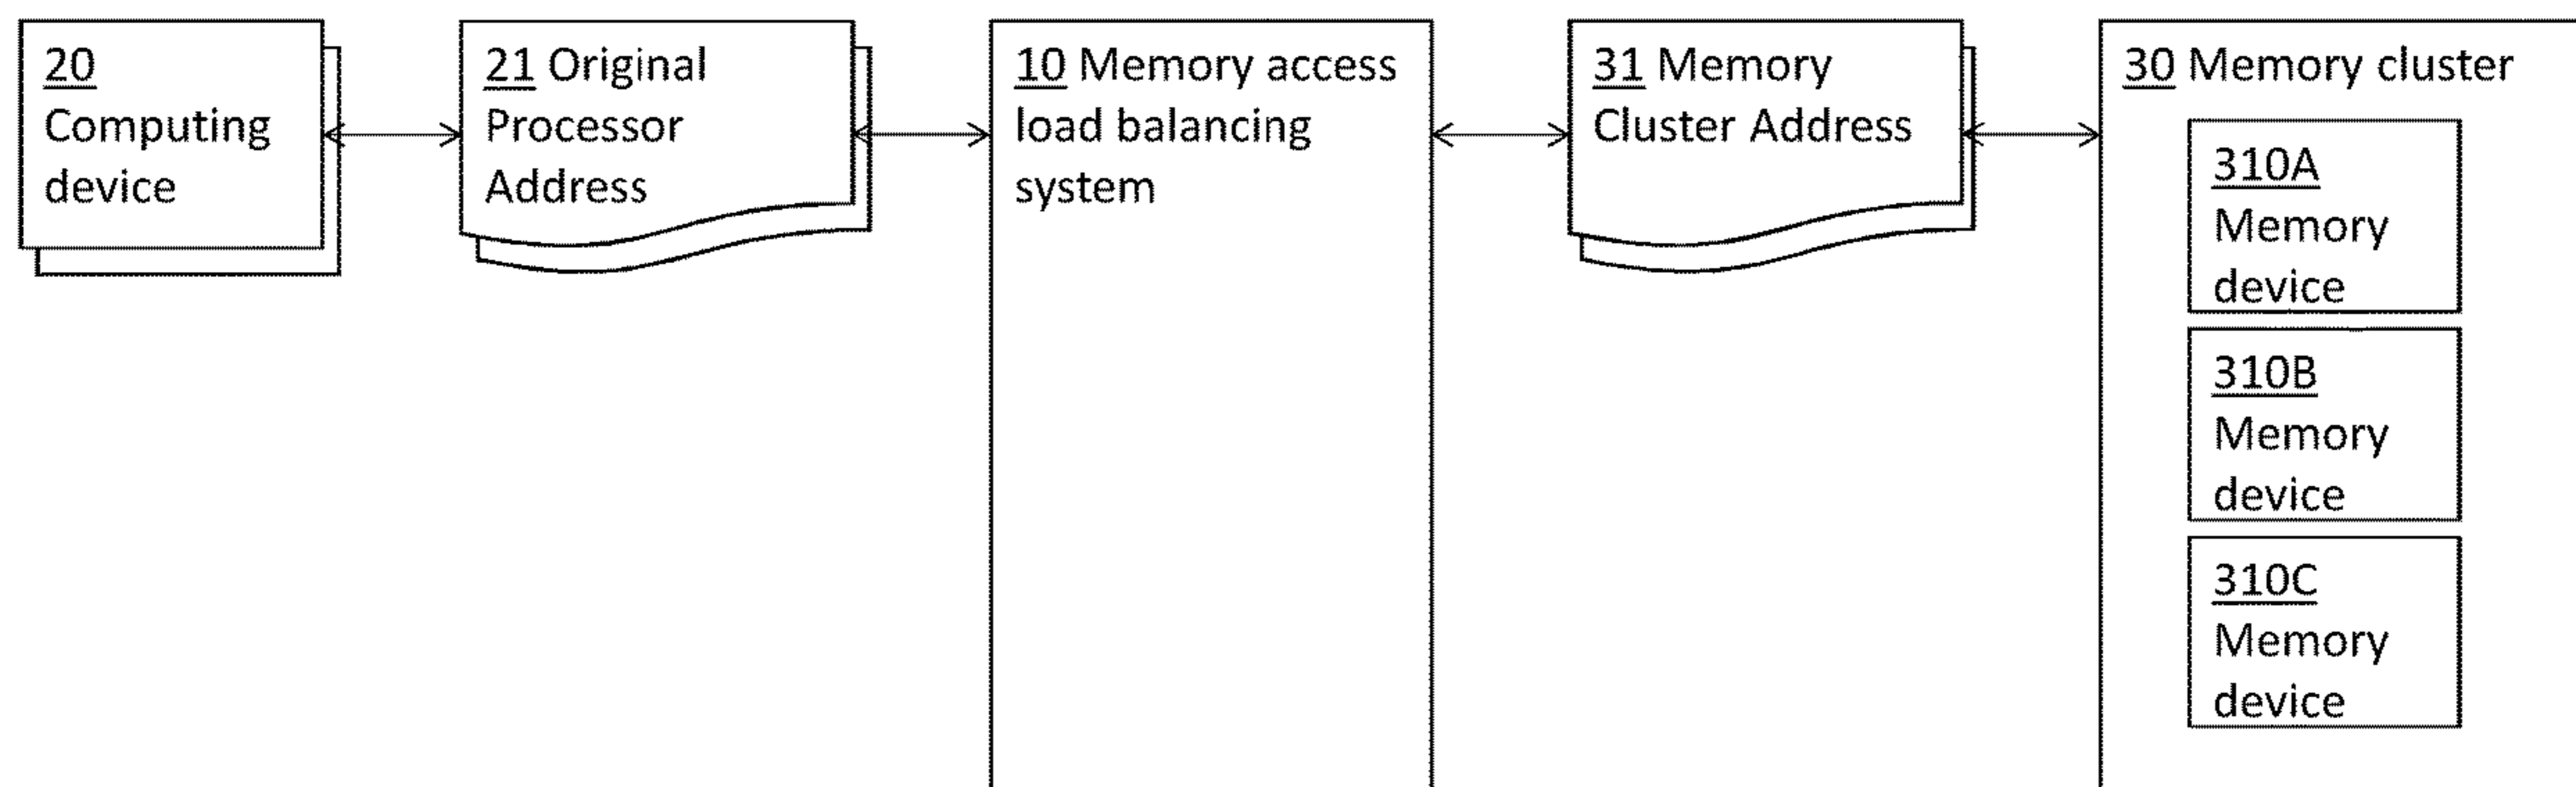 20
Computing
device
21 Original
Processor
Address
10 Memory access
load balancing
system
31 Memory
Cluster Address
30 Memory cluster
310A
Memory
device
310B
Memory
device
310C
Memory
device